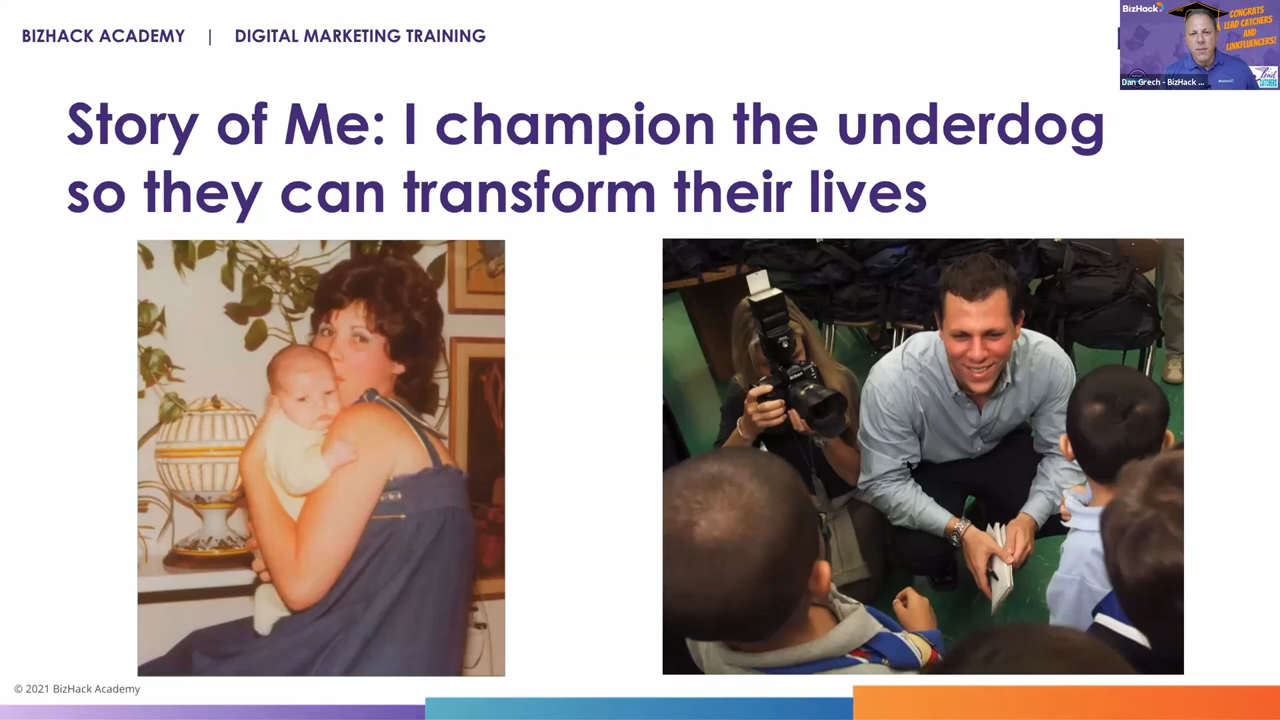 BIZHACK ACADEMY | DIGITAL MARKETING TRAINING
BizHack
CONGRATS
LEAD CATCHERS
AND
LINKFLUENCERS!
Dan Grech - BizHack ...
Story of Me: I champion the underdog
so they can transform their lives
Nikon
© 2021 BizHack Academy